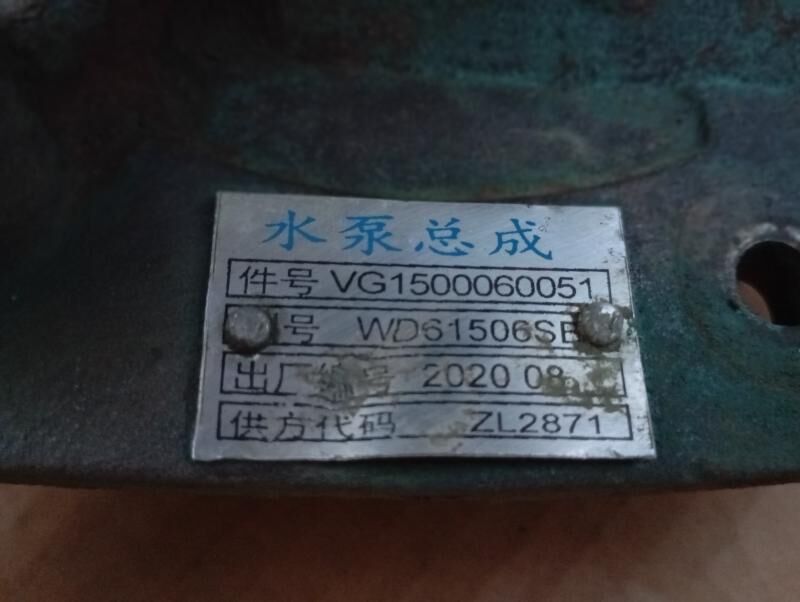 水泵总成
件号 VG1500060051
号 WD61506SE
出厂编号 2020 08
供方代码 ZL2871